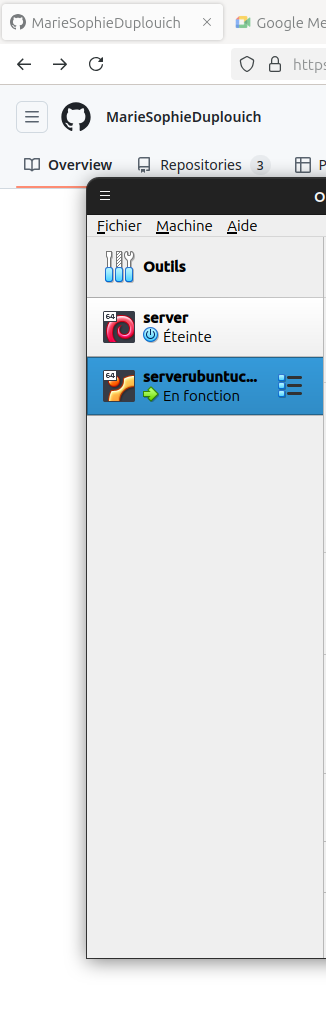 MarieSophieDuplouich
Google Me
https
MarieSophieDuplouich
Overview
Repositories 3
P
O
Fichier Machine Aide
Outils
64
server
Éteinte
64
serverubuntuc...
En fonction